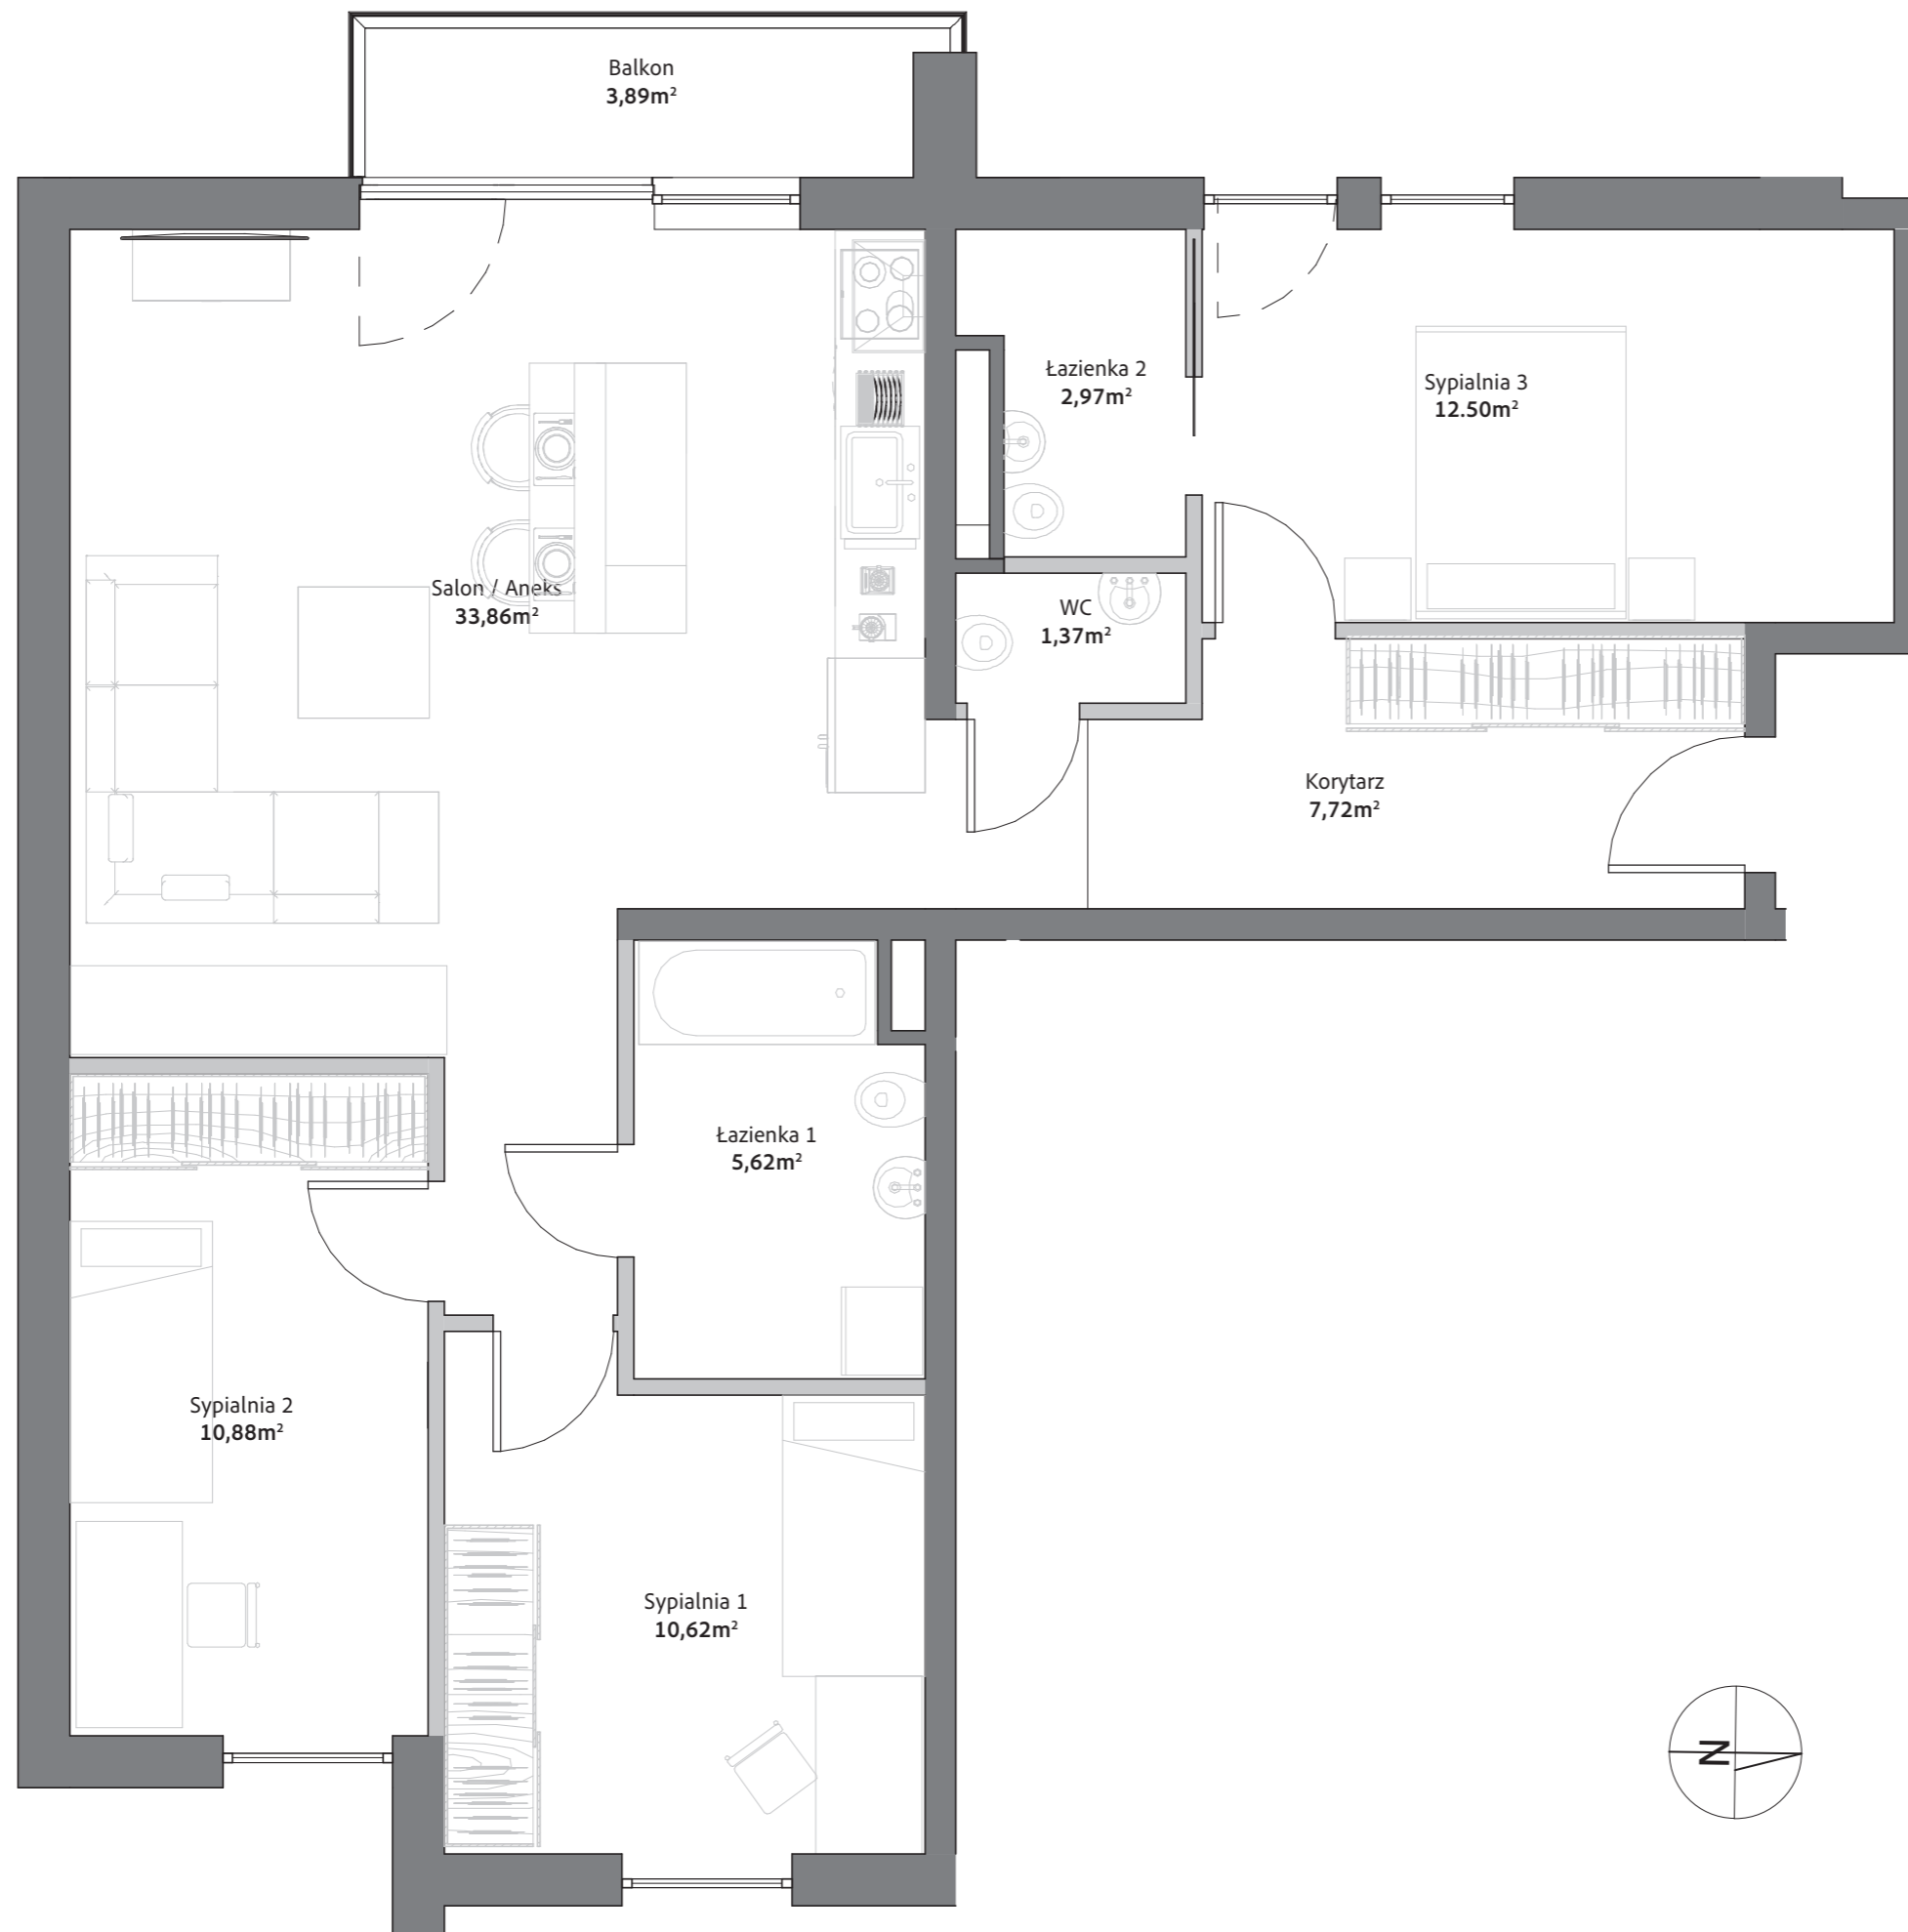 Balkon
3,89m²
Łazienka 2
2,97m²
Sypialnia 3
12.50m²
Salon / Aneks
33,86m²
WC
1,37m²
Korytarz
7,72m²
Łazienka 1
5,62m²
Sypialnia 2
10,88m²
Sypialnia 1
10,62m²
N